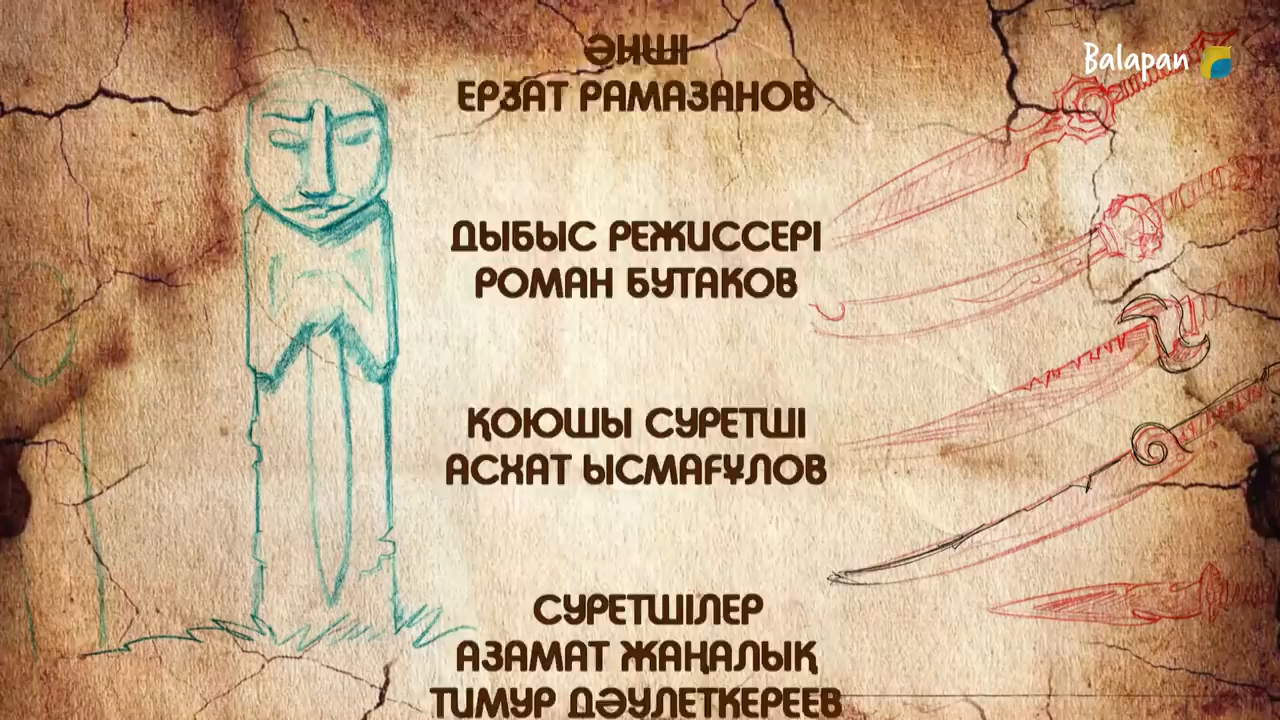 ӘНШІ
Balapan
ЕРЗАТ РАМАЗАНОВ
ДЫБЫС РЕЖИССЕРІ
РОМАН БУТАКОВ
ҚОЮШЫ СУРЕТШІ
АСХАТ ЫСМАҒҰЛОВ
СУРЕТШІЛЕР
АЗАМАТ ЖАҢАЛЫҚ
ТИМУР ДӘУЛЕТКЕРЕЕВ